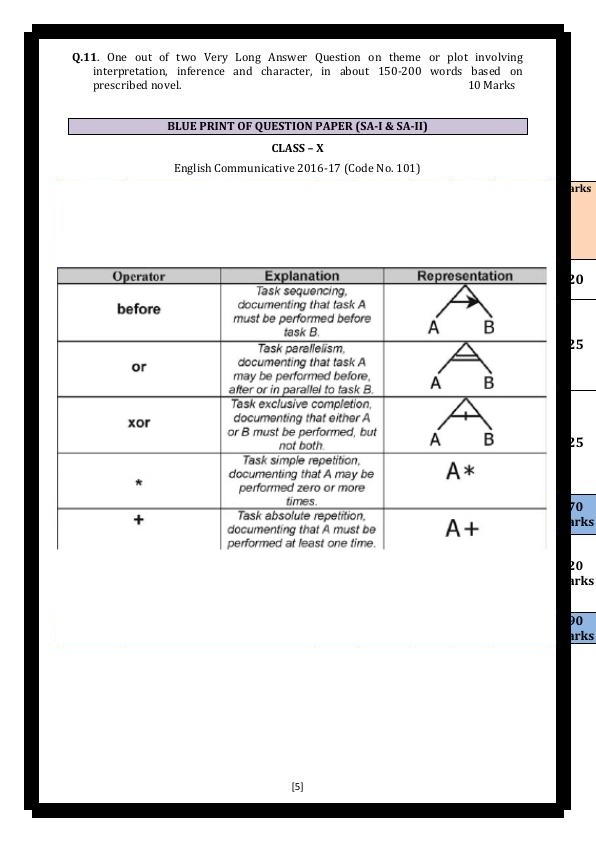 Q.11. One out of two Very Long Answer Question on theme or plot involving
interpretation, inference and character, in about 150-200 words based on
prescribed novel. 10 Marks
BLUE PRINT OF QUESTION PAPER (SA-I & SA-II)
CLASS – X
English Communicative 2016-17 (Code No. 101)
arks
Operator Explanation Representation
20
before
Task sequencing,
documenting that task A
must be performed before
task B.
A B
25
or
Task parallelism,
documenting that task A
may be performed before,
after or in parallel to task B.
A B
xor
Task exclusive completion,
documenting that either A
or B must be performed, but
not both.
A B
25
*
Task simple repetition,
documenting that A may be
performed zero or more
times.
A*
70
arks
+
Task absolute repetition,
documenting that A must be
performed at least one time.
A+
20
arks
90
arks
[5]